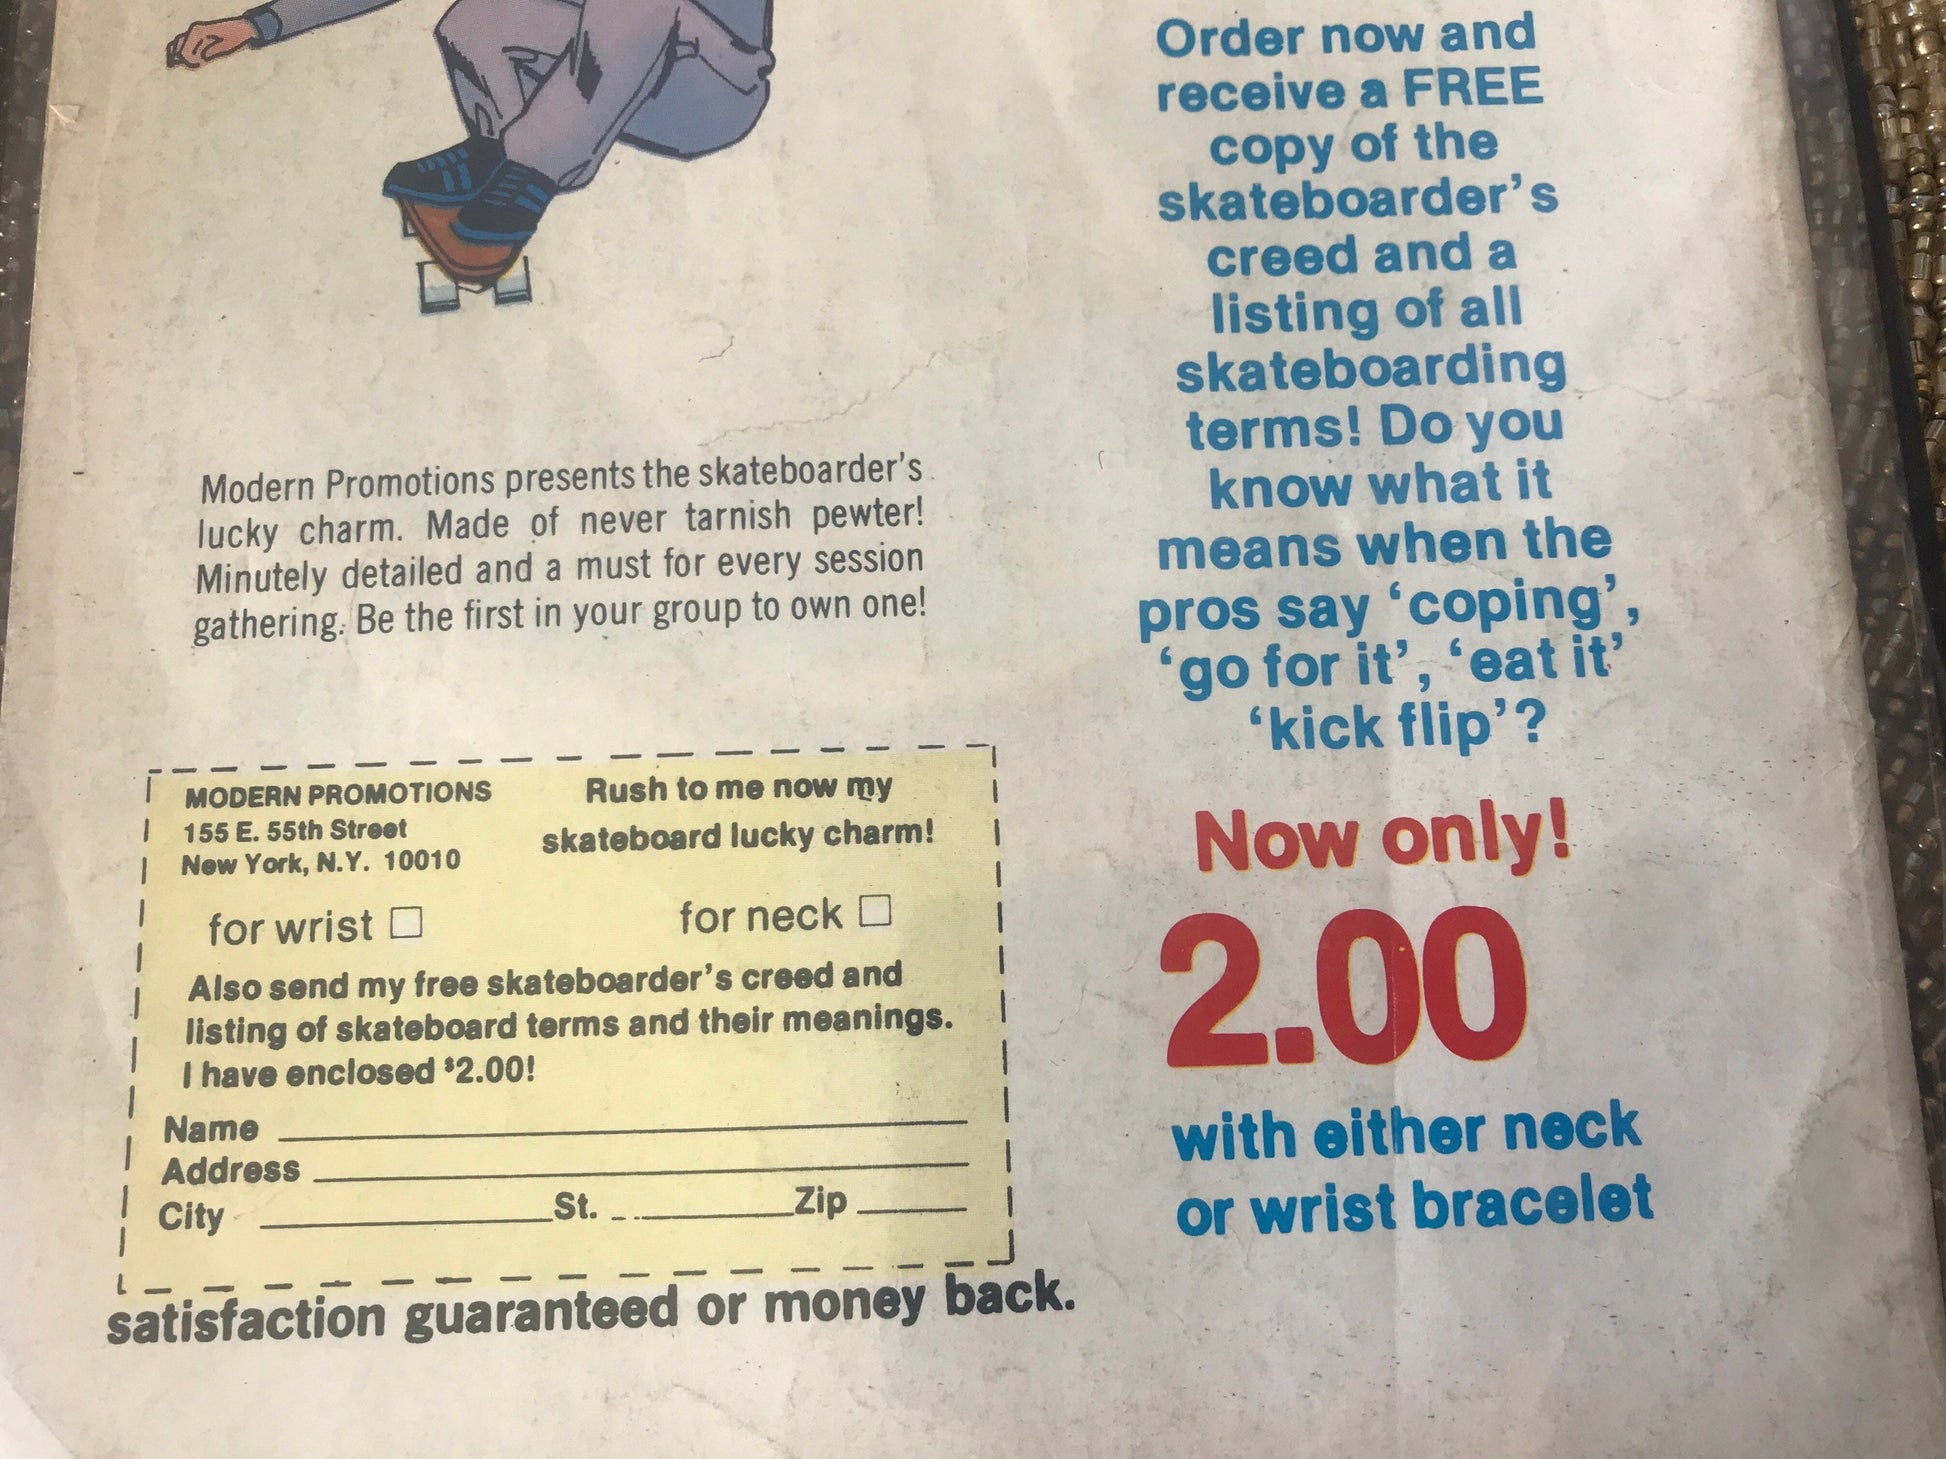 Order now and
receive a FREE
copy of the
skateboarder's
creed and a
listing of all
skateboarding
terms! Do you
know what it
means when the
pros say ‘coping’,
‘go for it’, ‘eat it’
‘kick flip’?
Now only!
2.00
with either neck
or wrist bracelet
Modern Promotions presents the skateboarder's
lucky charm. Made of never tarnish pewter!
Minutely detailed and a must for every session
gathering. Be the first in your group to own one!
MODERN PROMOTIONS
155 E. 55th Street
New York, N.Y. 10010
Rush to me now my
skateboard lucky charm!
for wrist □ for neck □
Also send my free skateboarder's creed and
listing of skateboard terms and their meanings.
I have enclosed $2.00!
Name
Address
City St. Zip
satisfaction guaranteed or money back.